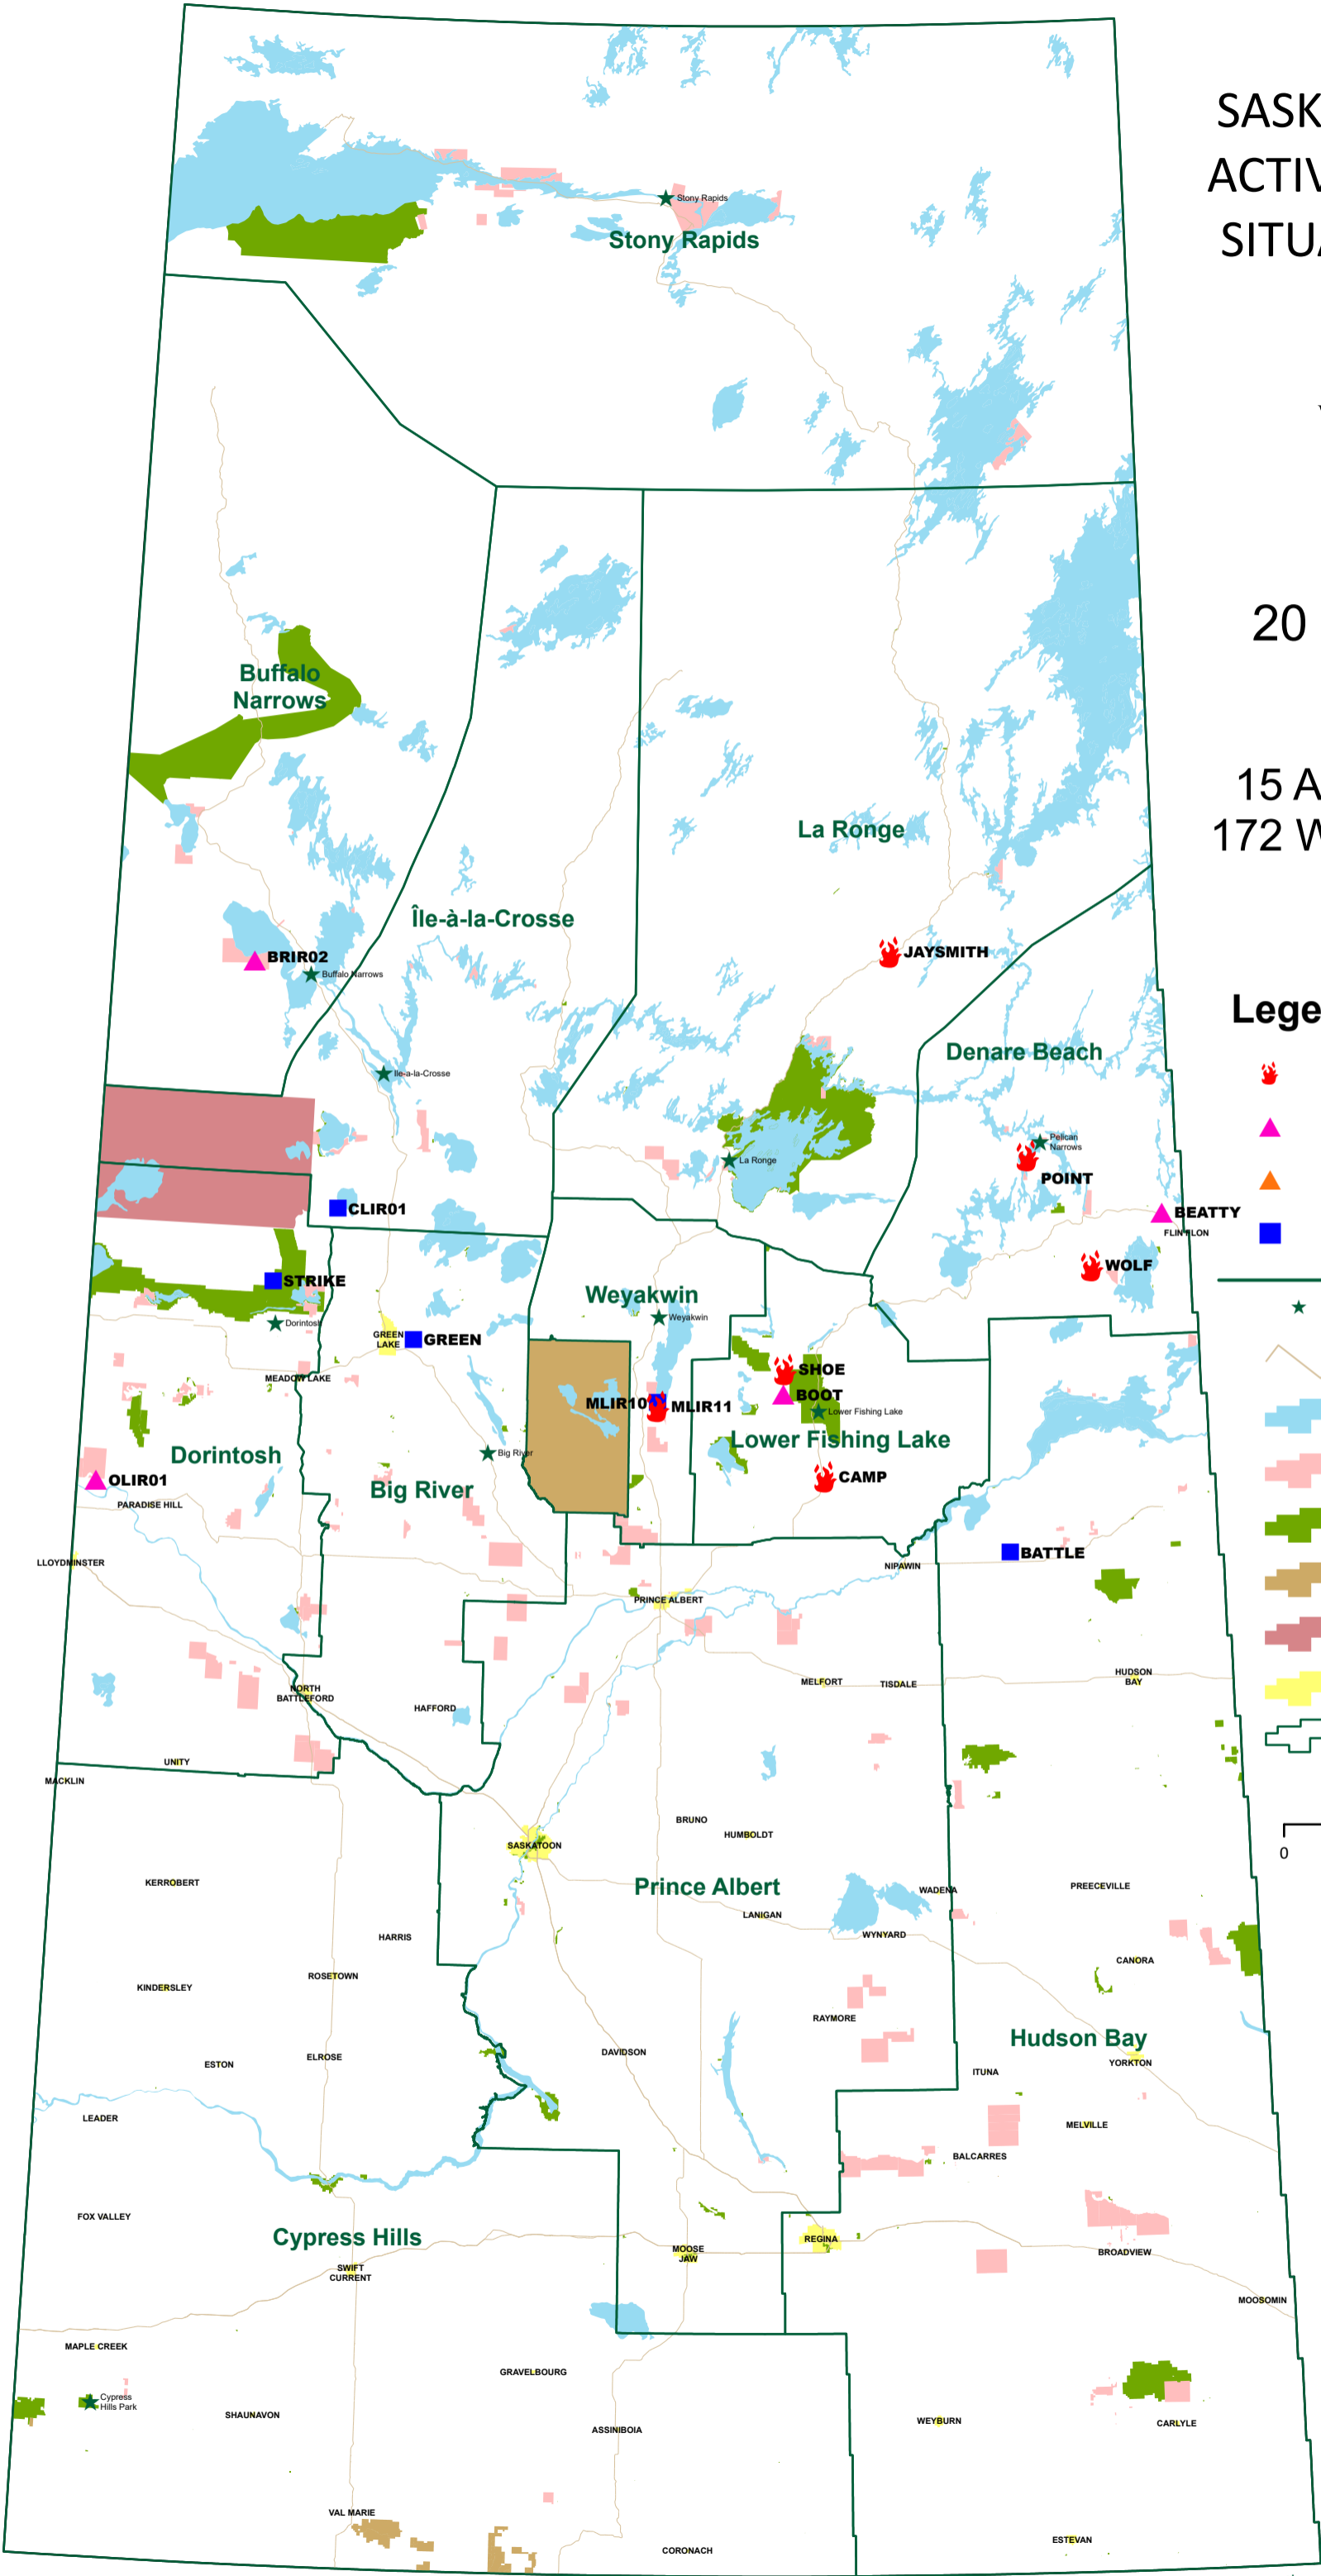 SASK
ACTIV
SITUA
20
15 A
172 W
Lege
0
Stony Rapids
Stony Rapids
Buffalo
Narrows
La Ronge
Île-à-la-Crosse
JAYSMITH
BRIR02
Buffalo Narrows
Denare Beach
Ile-a-la-Crosse
Pelican
Narrows
La Ronge
POINT
CLIR01
BEATTY
FLIN FLON
WOLF
STRIKE
Weyakwin
Weyakwin
Dorintosh
GREEN
LAKE
GREEN
SHOE
MEADOW LAKE
BOOT
MLIR10
MLIR11
Lower Fishing Lake
Lower Fishing Lake
Big River
Dorintosh
OLIR01
CAMP
Big River
PARADISE HILL
BATTLE
LLOYDMINSTER
NIPAWIN
PRINCE ALBERT
HUDSON
BAY
MELFORT
TISDALE
NORTH
BATTLEFORD
HAFFORD
UNITY
MACKLIN
BRUNO
HUMBOLDT
SASKATOON
KERROBERT
Prince Albert
PREECEVILLE
WADENA
LANIGAN
WYNYARD
HARRIS
CANORA
ROSETOWN
KINDERSLEY
RAYMORE
Hudson Bay
DAVIDSON
ELROSE
ESTON
YORKTON
ITUNA
LEADER
MELVILLE
BALCARRES
FOX VALLEY
Cypress Hills
REGINA
MOOSE
JAW
BROADVIEW
SWIFT
CURRENT
MOOSOMIN
MAPLE CREEK
GRAVELBOURG
Cypress
Hills Park
SHAUNAVON
WEYBURN
CARLYLE
ASSINIBOIA
VAL MARIE
ESTEVAN
CORONACH